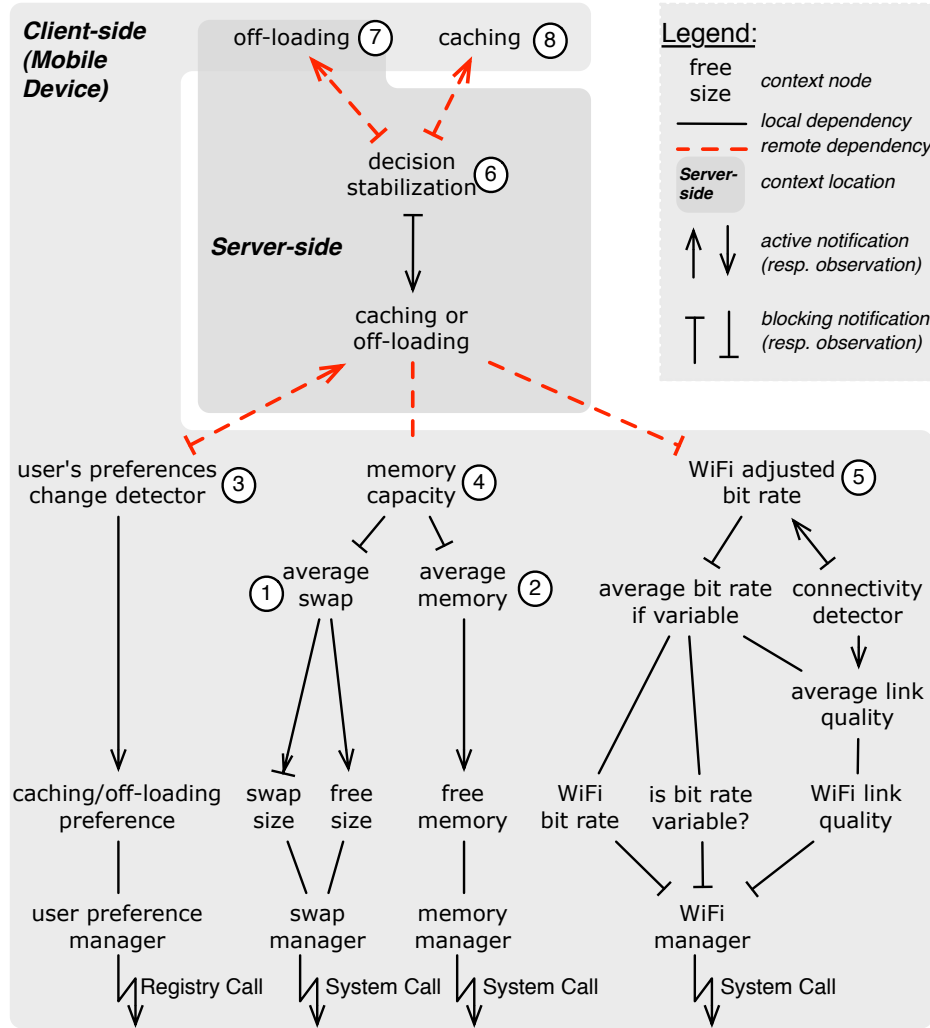 Client-side
(Mobile
Device)
off-loading 7
caching 8
decision
stabilization 6
Server-side
caching or
off-loading
Legend:
free
size
context node
local dependency
remote dependency
Server-
side
context location
active notification
(resp. observation)
blocking notification
(resp. observation)
user's preferences
change detector 3
memory
capacity 4
WiFi adjusted
bit rate 5
1 average
swap
average
memory 2
average bit rate
if variable
connectivity
detector
average link
quality
caching/off-loading
preference
swap
size
free
size
free
memory
WiFi
bit rate
is bit rate
variable?
WiFi link
quality
user preference
manager
swap
manager
memory
manager
WiFi
manager
Registry Call
System Call
System Call
System Call